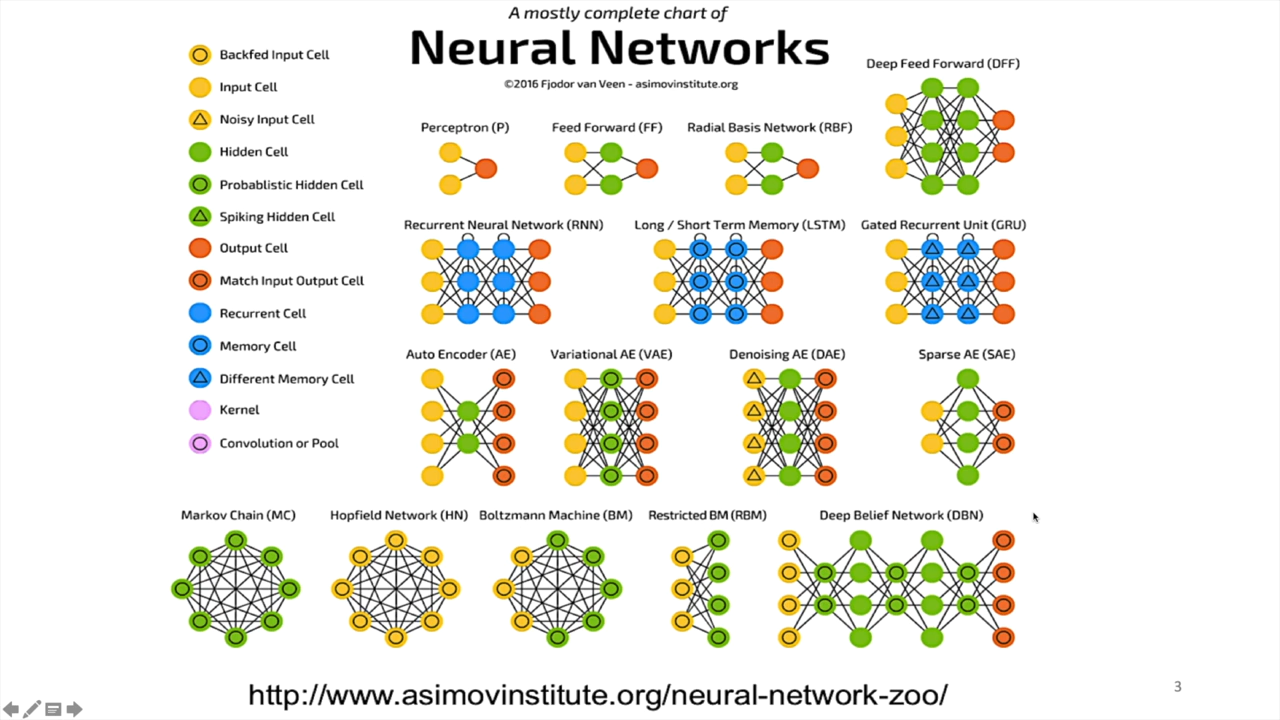 A mostly complete chart of
Neural Networks
©2016 Fjodor van Veen - asimovinstitute.org
Backfed Input Cell
Input Cell
Noisy Input Cell
Hidden Cell
Probablistic Hidden Cell
Spiking Hidden Cell
Output Cell
Match Input Output Cell
Recurrent Cell
Memory Cell
Different Memory Cell
Kernel
Convolution or Pool
Deep Feed Forward (DFF)
Perceptron (P)
Feed Forward (FF)
Radial Basis Network (RBF)
Recurrent Neural Network (RNN)
Long / Short Term Memory (LSTM)
Gated Recurrent Unit (GRU)
Auto Encoder (AE)
Variational AE (VAE)
Denoising AE (DAE)
Sparse AE (SAE)
Markov Chain (MC)
Hopfield Network (HN)
Boltzmann Machine (BM)
Restricted BM (RBM)
Deep Belief Network (DBN)
http://www.asimovinstitute.org/neural-network-zoo/
3